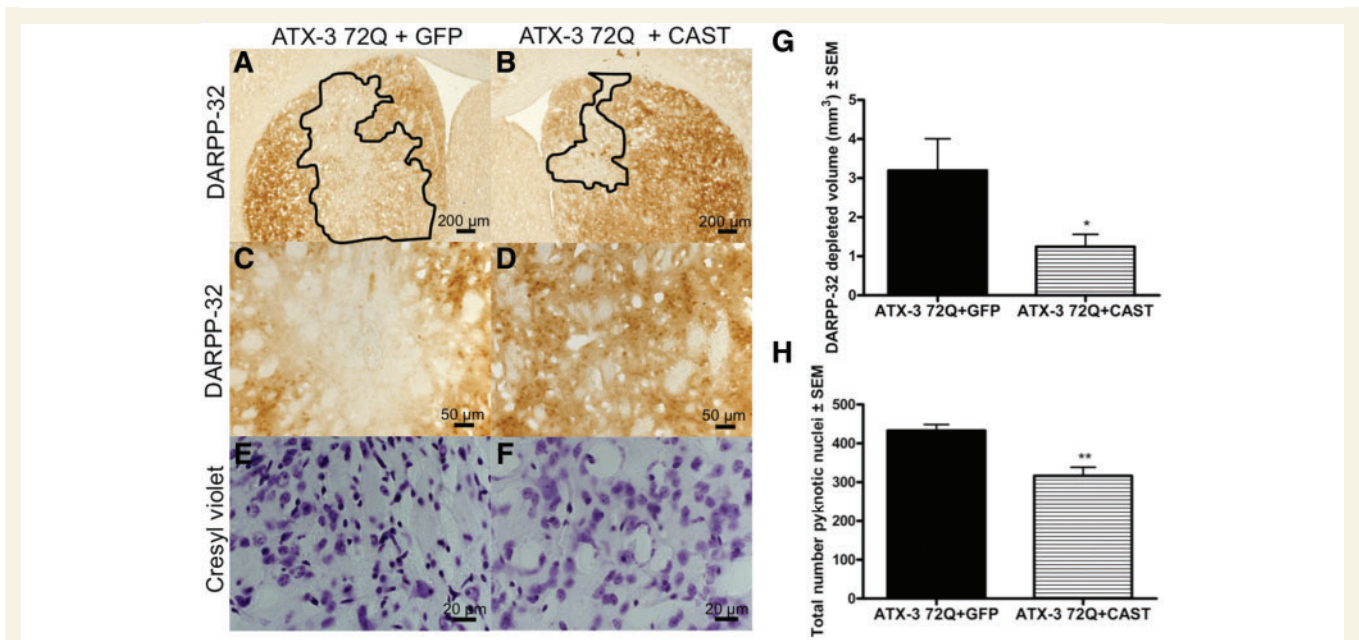 ATX-3 72Q + GFP
ATX-3 72Q + CAST
DARPP-32
A
200 µm
B
200 µm
DARPP-32
C
50 µm
D
50 µm
Cresyl violet
E
20 µm
F
20 µm
G
DARPP-32 depleted volume (mm³) ± SEM
5
4
3
2
1
0
*
ATX-3 72Q+GFP
ATX-3 72Q+CAST
H
Total number pyknotic nuclei ± SEM
500
400
300
200
100
0
**
ATX-3 72Q+GFP
ATX-3 72Q+CAST